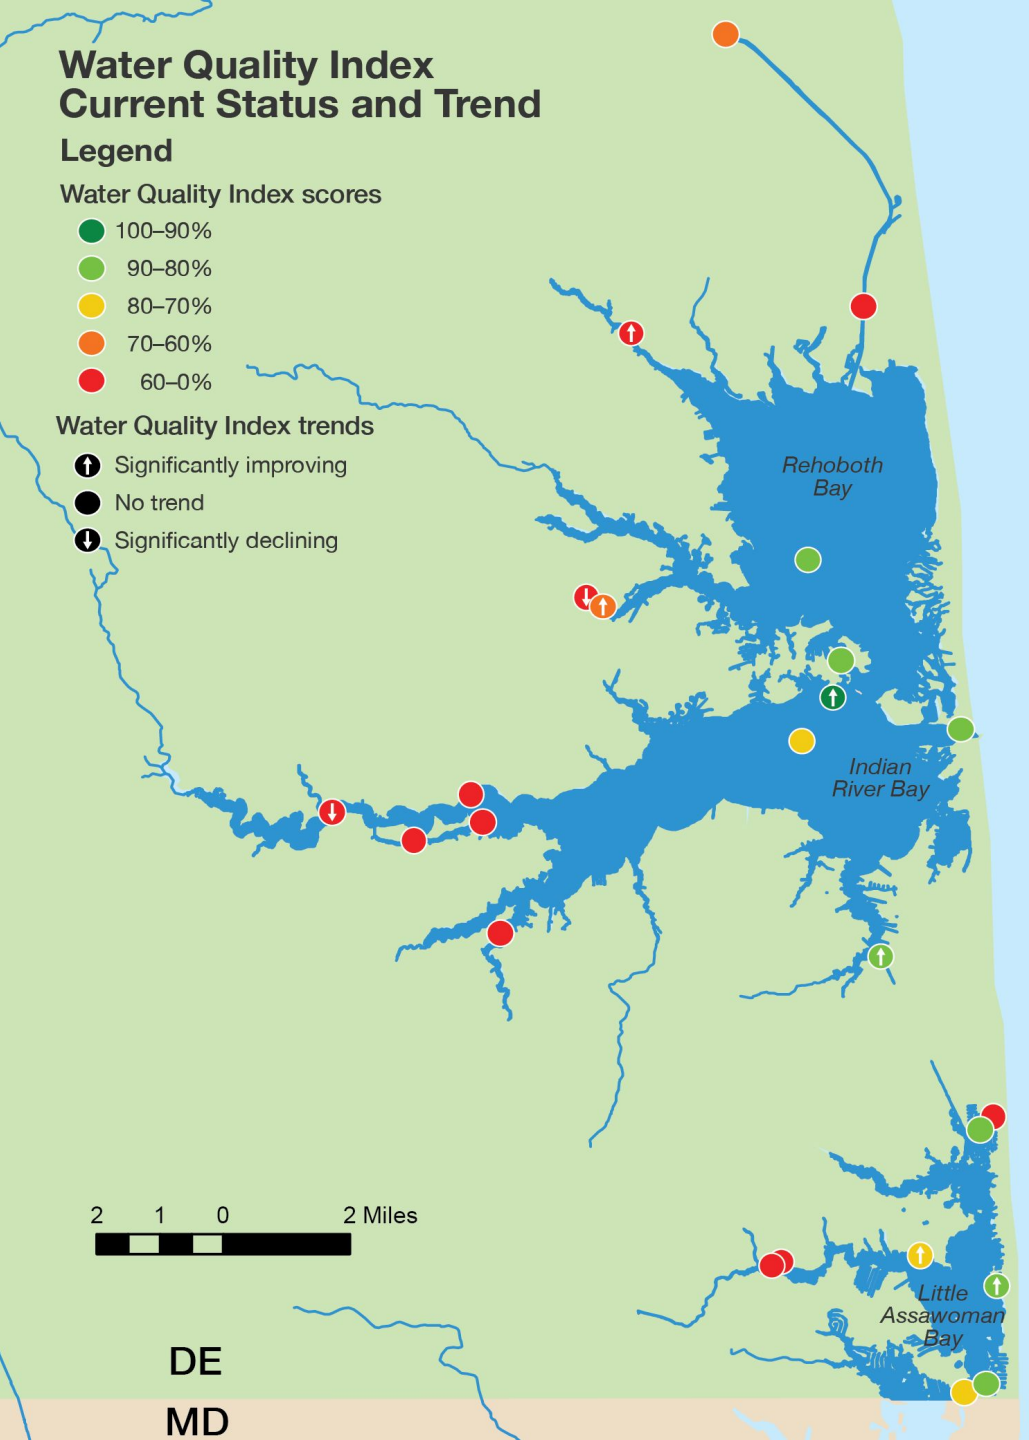 Water Quality Index
Current Status and Trend
Legend
Water Quality Index scores
100–90%
90–80%
80–70%
70–60%
60–0%
Water Quality Index trends
Significantly improving
No trend
Significantly declining
Rehoboth
Bay
Indian
River Bay
2 1 0 2 Miles
Little
Assawoman
Bay
DE
MD